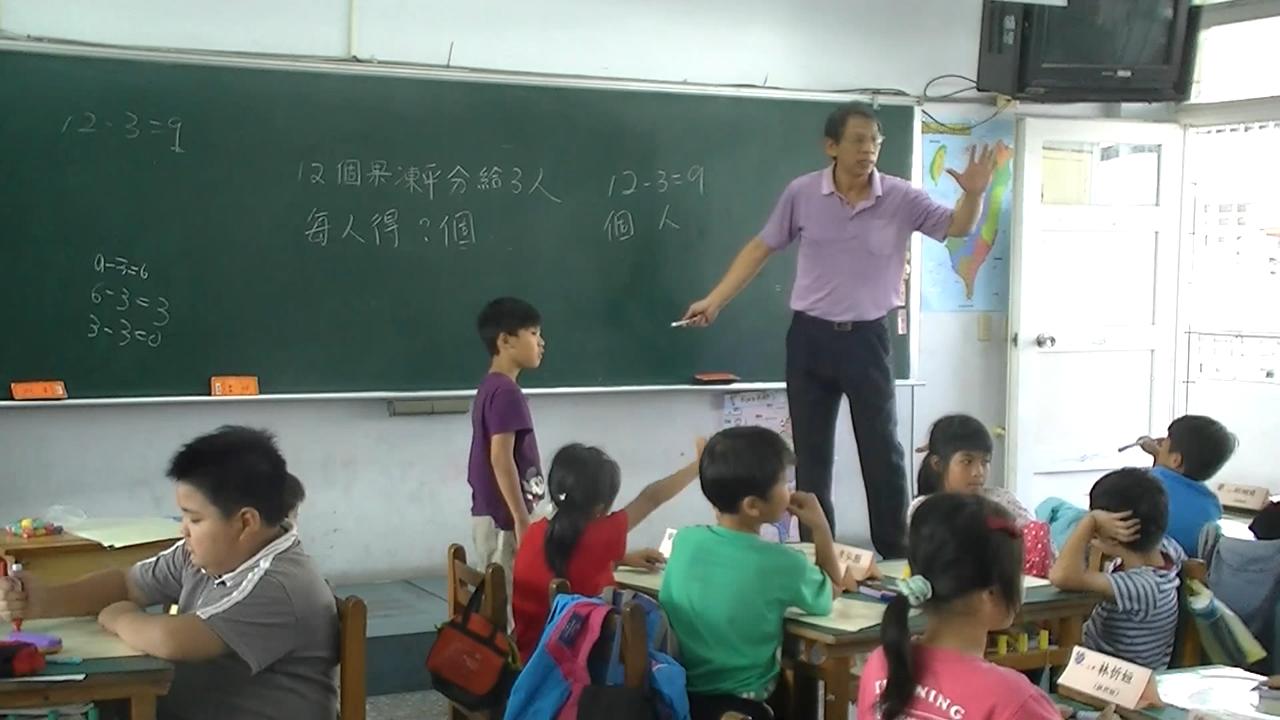 12-3=9
12個果凍平分給3人
每人得?個
12-3=9
個 人
9-3=6
6-3=3
3-3=0
林忻姮